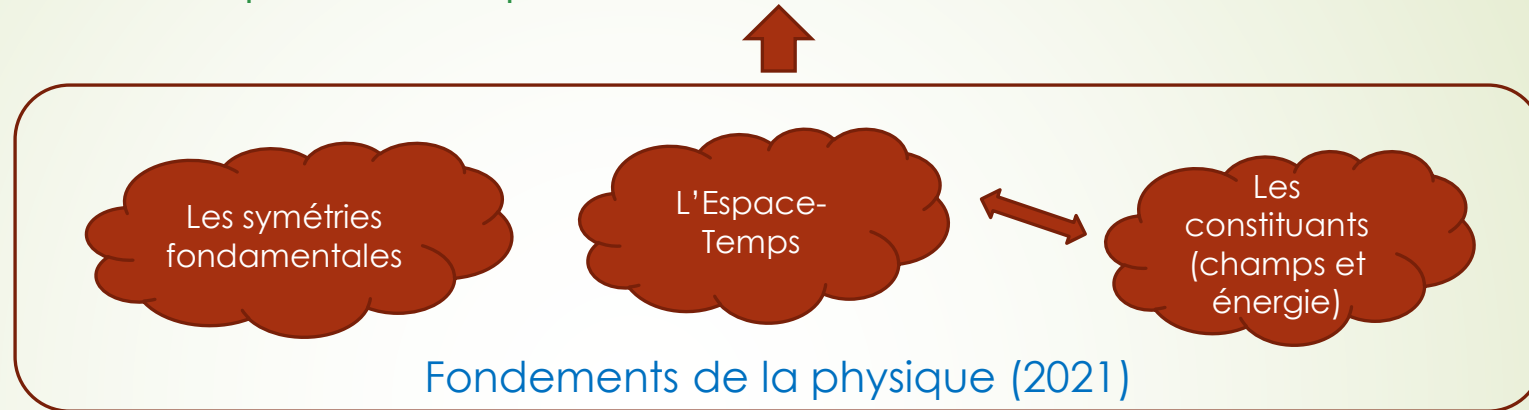 Les symétries
fondamentales
L'Espace-
Temps
Les
constituants
(champs et
énergie)
Fondements de la physique (2021)